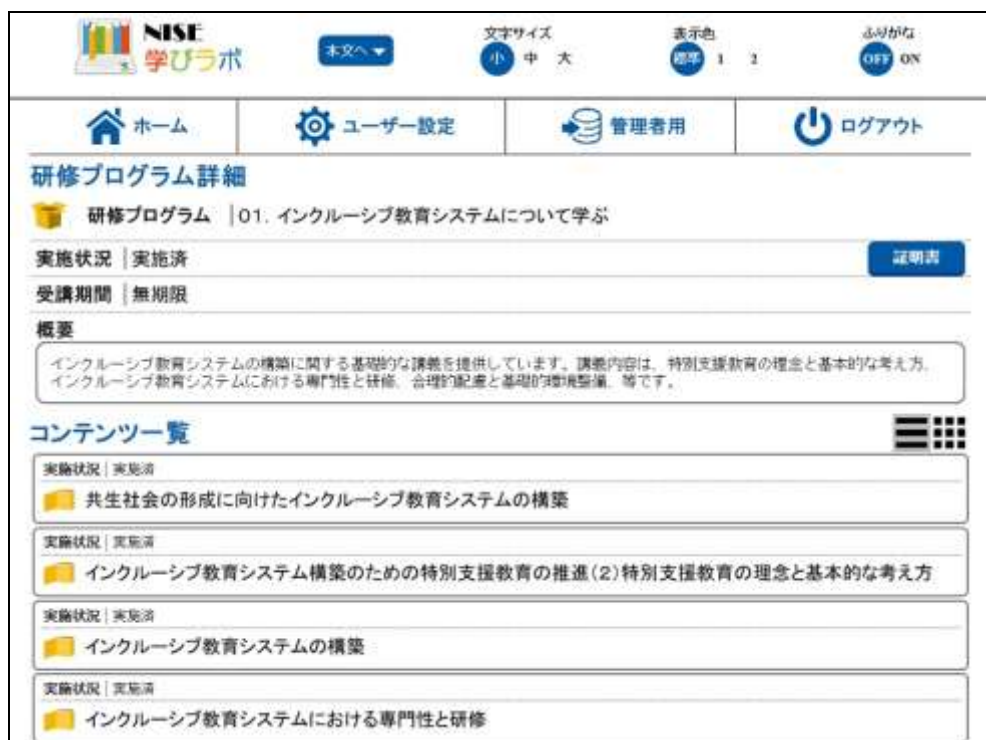 NISE
学びラボ
本文へ
文字サイズ
小 中 大
表示色
標準 1 2
ふりがな
OFF ON
ホーム
ユーザー設定
管理者用
ログアウト
研修プログラム詳細
研修プログラム 01. インクルーシブ教育システムについて学ぶ
実施状況 実施済
証明書
受講期間 無期限
概要
インクルーシブ教育システムの構築に関する基礎的な講義を提供しています。講義内容は、特別支援教育の理念と基本的な考え方、
インクルーシブ教育システムにおける専門性と研修、合理的配慮と基礎的環境整備、等です。
コンテンツ一覧
実施状況 実施済
共生社会の形成に向けたインクルーシブ教育システムの構築
実施状況 実施済
インクルーシブ教育システム構築のための特別支援教育の推進(2)特別支援教育の理念と基本的な考え方
実施状況 実施済
インクルーシブ教育システムの構築
実施状況 実施済
インクルーシブ教育システムにおける専門性と研修